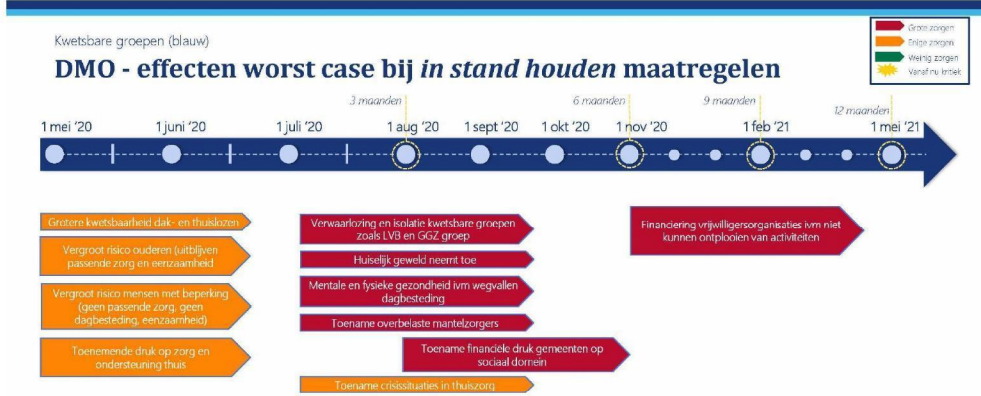 Kwetsbare groepen (blauw)
DMO - effecten worst case bij in stand houden maatregelen
Grote zorgen
Enige zorgen
Weinig zorgen
Vanaf nu kritiek
3 maanden
6 maanden
9 maanden
12 maanden
1 mei '20
1 juni '20
1 juli '20
1 aug '20
1 sept '20
1 okt '20
1 nov '20
1 feb '21
1 mei '21
Grotere kwetsbaarheid dak- en thuislozen
Vergroot risico ouderen (uitblijven
passende zorg en eenzaamheid
Vergroot risico mensen met beperking
(geen passende zorg, geen
dagbesteding, eenzaamheid)
Toenemende druk op zorg en
ondersteuning thuis
Verwaarlozing en isolatie kwetsbare groepen
zoals LVB en GGZ groep
Huiselijk geweld neemt toe
Mentale en fysieke gezondheid ivm wegvallen
dagbesteding
Toename overbelaste mantelzorgers
Toename financiële druk gemeenten op
sociaal domein
Toename crisissituaties in thuiszorg
Financiering vrijwilligersorganisaties ivm niet
kunnen ontplooien van activiteiten